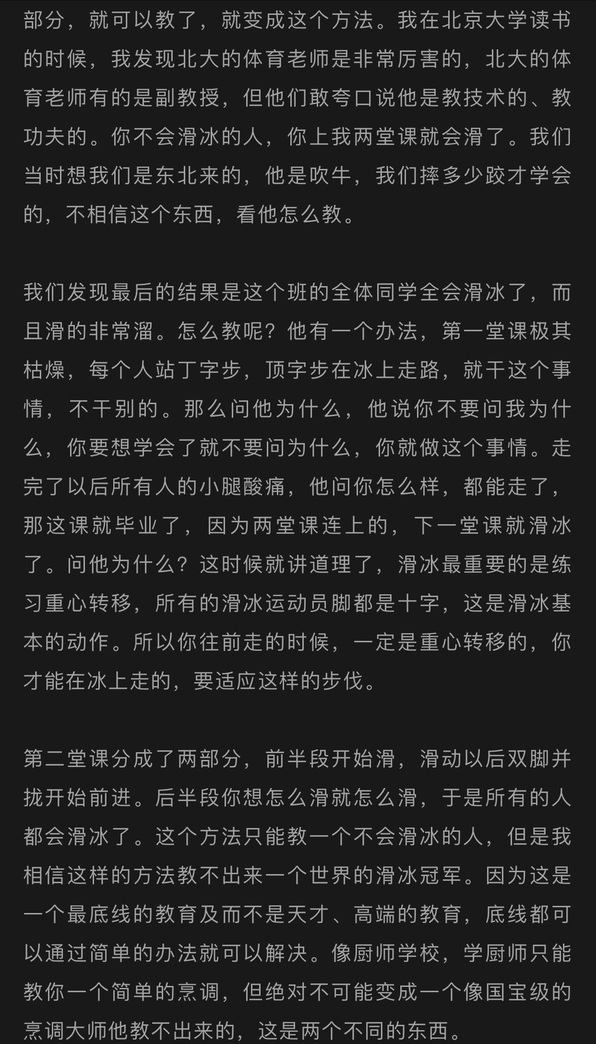 部分，就可以教了，就变成这个方法。我在北京大学读书
的时候，我发现北大的体育老师是非常厉害的，北大的体
育老师有的是副教授，但他们敢夸口说他是教技术的、教
功夫的。你不会滑冰的人，你上我两堂课就会滑了。我们
当时想我们是东北来的，他是吹牛，我们摔多少跤才学会
的，不相信这个东西，看他怎么教。
我们发现最后的结果是这个班的全体同学全会滑冰了，而
且滑的非常溜。怎么教呢？他有一个办法，第一堂课极其
枯燥，每个人站丁字步，顶字步在冰上走路，就干这个事
情，不干别的。那么问他为什么，他说你不要问我为什
么，你要想学会了就不要问为什么，你就做这个事情。走
完了以后所有人的小腿酸痛，他问你怎么样，都能走了，
那这课就毕业了，因为两堂课连上的，下一堂课就滑冰
了。问他为什么？这时候就讲道理了，滑冰最重要的是练
习重心转移，所有的滑冰运动员脚都是十字，这是滑冰基
本的动作。所以你往前走的时候，一定是重心转移的，你
才能在冰上走的，要适应这样的步伐。
第二堂课分成了两部分，前半段开始滑，滑动以后双脚并
拢开始前进。后半段你想怎么滑就怎么滑，于是所有的人
都会滑冰了。这个方法只能教一个不会滑冰的人，但是我
相信这样的方法教不出来一个世界的滑冰冠军。因为这是
一个最底线的教育及而不是天才、高端的教育，底线都可
以通过简单的办法就可以解决。像厨师学校，学厨师只能
教你一个简单的烹调，但绝对不可能变成一个像国宝级的
烹调大师他教不出来的，这是两个不同的东西。